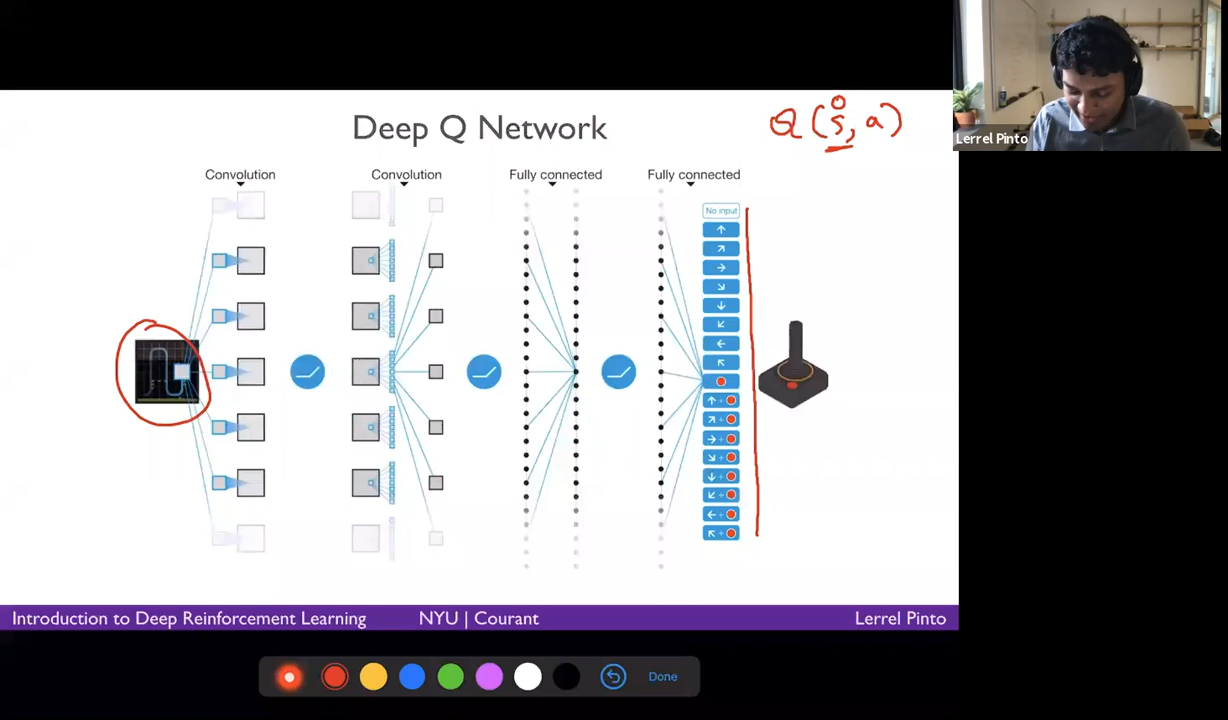 Deep Q Network
Q(s, a)
o
Lerrel Pinto
Convolution
Convolution
Fully connected
Fully connected
No input
↑
↗
→
↘
↓
↙
←
↖
↑+
↗+
→+
↘+
↓+
↙+
←+
↖+
Introduction to Deep Reinforcement Learning
NYU | Courant
Lerrel Pinto
Done